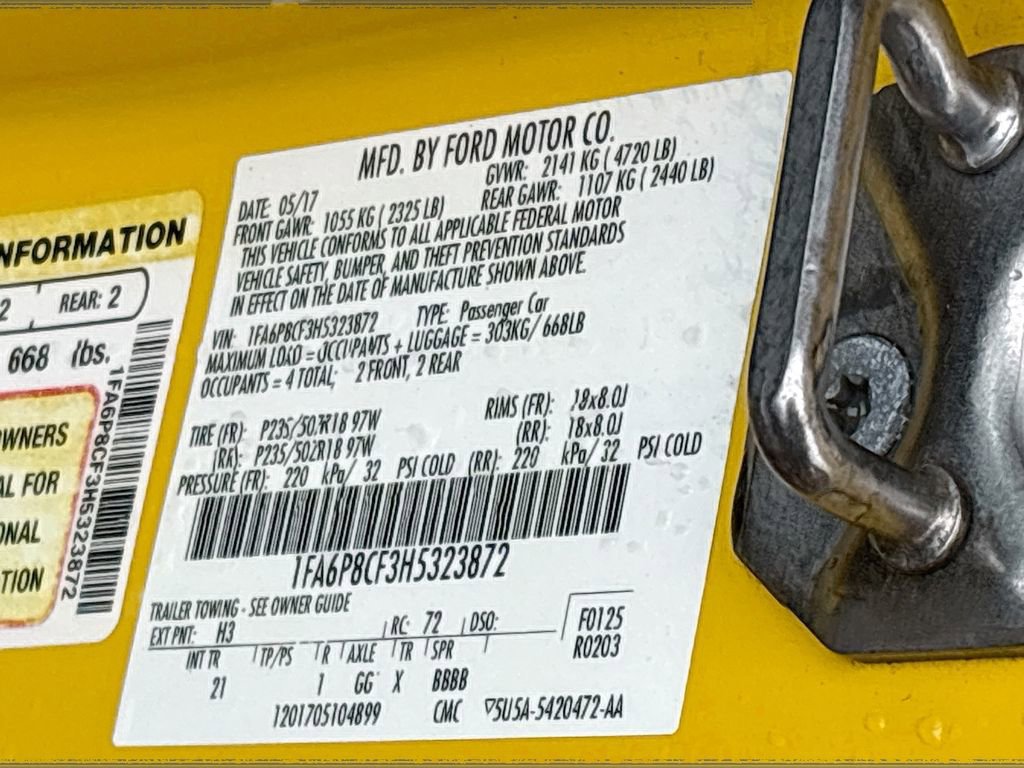 NFORMATION
2 REAR: 2
668 lbs.
WNERS
AL FOR
ONAL
TION
1FA6P8CF3H5323872
MFD. BY FORD MOTOR CO.
DATE: 05/17 GVWR: 2141 KG ( 4720 LB)
FRONT GAWR: 1055 KG ( 2325 LB) REAR GAWR: 1107 KG ( 2440 LB)
THIS VEHICLE CONFORMS TO ALL APPLICABLE FEDERAL MOTOR
VEHICLE SAFETY, BUMPER, AND THEFT PREVENTION STANDARDS
IN EFFECT ON THE DATE OF MANUFACTURE SHOWN ABOVE.
VIN: 1FA6P8CF3H5323872 TYPE: Passenger Car
MAXIMUM LOAD = OCCUPANTS + LUGGAGE = 303KG/ 668LB
OCCUPANTS = 4 TOTAL; 2 FRONT, 2 REAR
TIRE (FR): P235/50ZR18 97W RIMS (FR): 18x8.0J
(RR): P235/50ZR18 97W (RR): 18x8.0J
PRESSURE (FR): 220 kPa/ 32 PSI COLD (RR): 220 kPa/ 32 PSI COLD
1FA6P8CF3H5323872
TRAILER TOWING - SEE OWNER GUIDE
EXT PNT: H3 RC: 72 DSO: F0125
INT TR TP/PS R AXLE TR SPR R0203
21 1 GG X BBBB
1201705104899 CMC ▽5U5A-5420472-AA